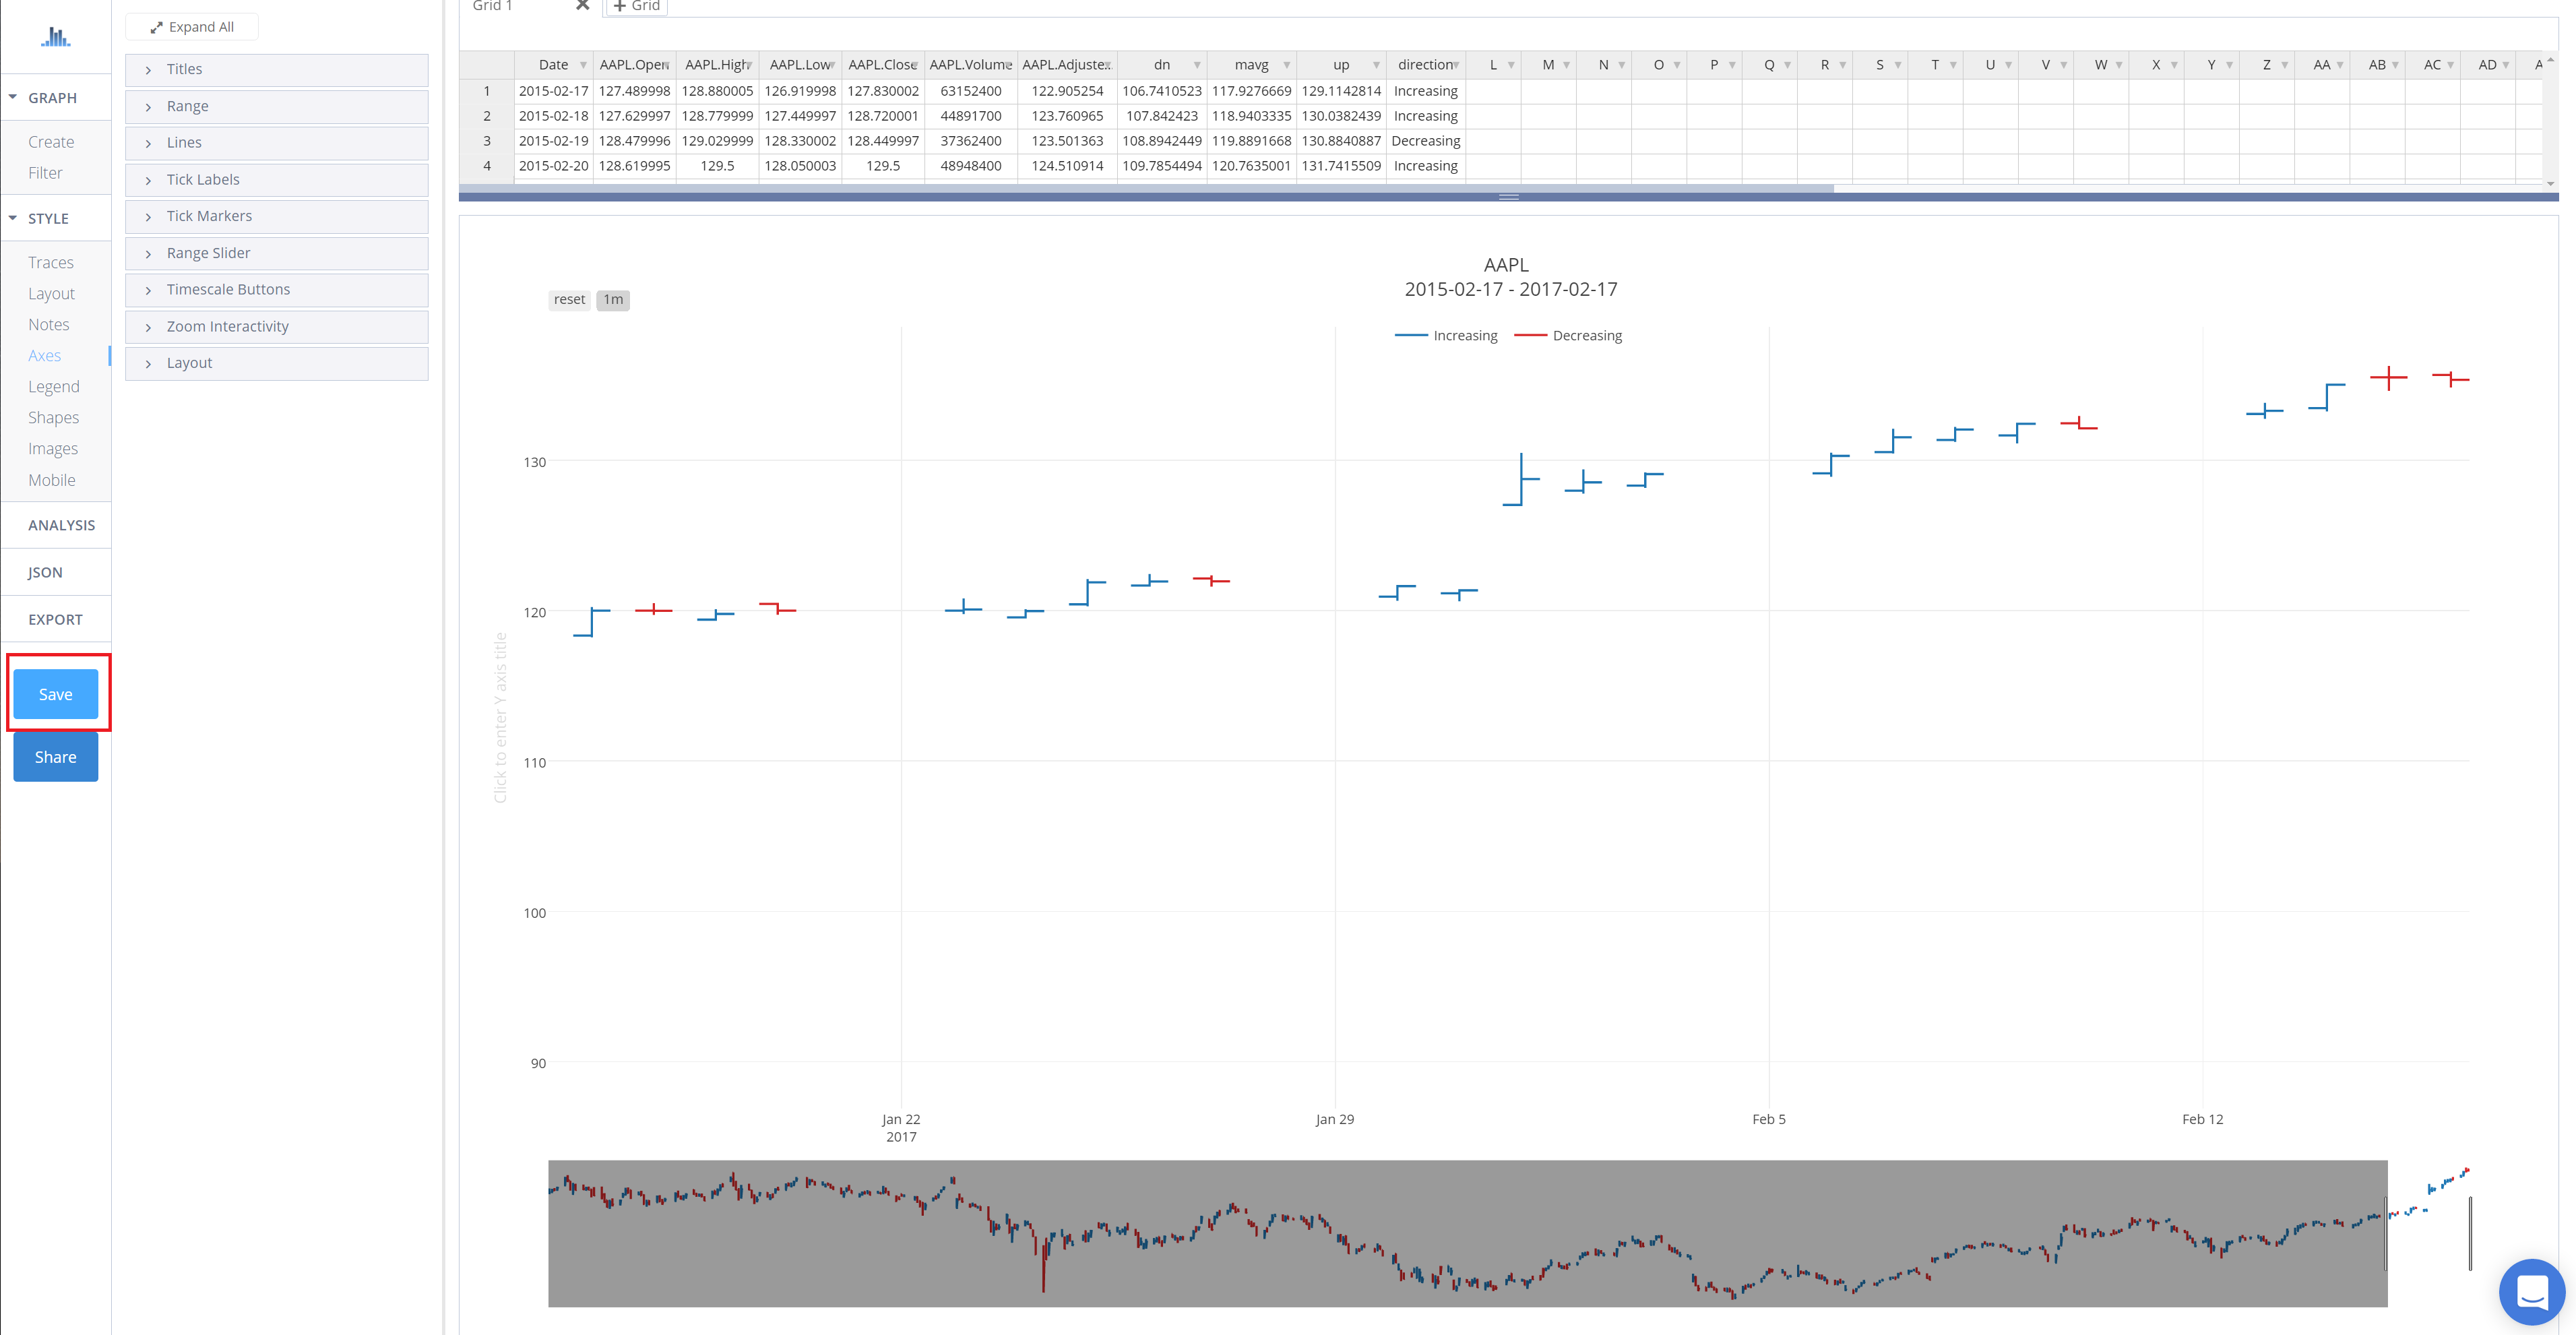 Grid 1 ✕ + Grid
Expand All
Titles
Range
Lines
Tick Labels
Tick Markers
Range Slider
Timescale Buttons
Zoom Interactivity
Layout
GRAPH
Create
Filter
STYLE
Traces
Layout
Notes
Axes
Legend
Shapes
Images
Mobile
ANALYSIS
JSON
EXPORT
Save
Share
Date AAPL.Open AAPL.High AAPL.Low AAPL.Close AAPL.Volume AAPL.Adjuste... dn mavg up direction L M N O P Q R S T U V W X Y Z AA AB AC AD A
1 2015-02-17 127.489998 128.880005 126.919998 127.830002 63152400 122.905254 106.7410523 117.9276669 129.1142814 Increasing
2 2015-02-18 127.629997 128.779999 127.449997 128.720001 44891700 123.760965 107.842423 118.9403335 130.0382439 Increasing
3 2015-02-19 128.479996 129.029999 128.330002 128.449997 37362400 123.501363 108.8942449 119.8891668 130.8840887 Decreasing
4 2015-02-20 128.619995 129.5 128.050003 129.5 48948400 124.510914 109.7854494 120.7635001 131.7415509 Increasing
AAPL
2015-02-17 - 2017-02-17
reset 1m
Increasing Decreasing
130
120
110
100
90
Click to enter Y axis title
Jan 22 Jan 29 Feb 5 Feb 12
2017